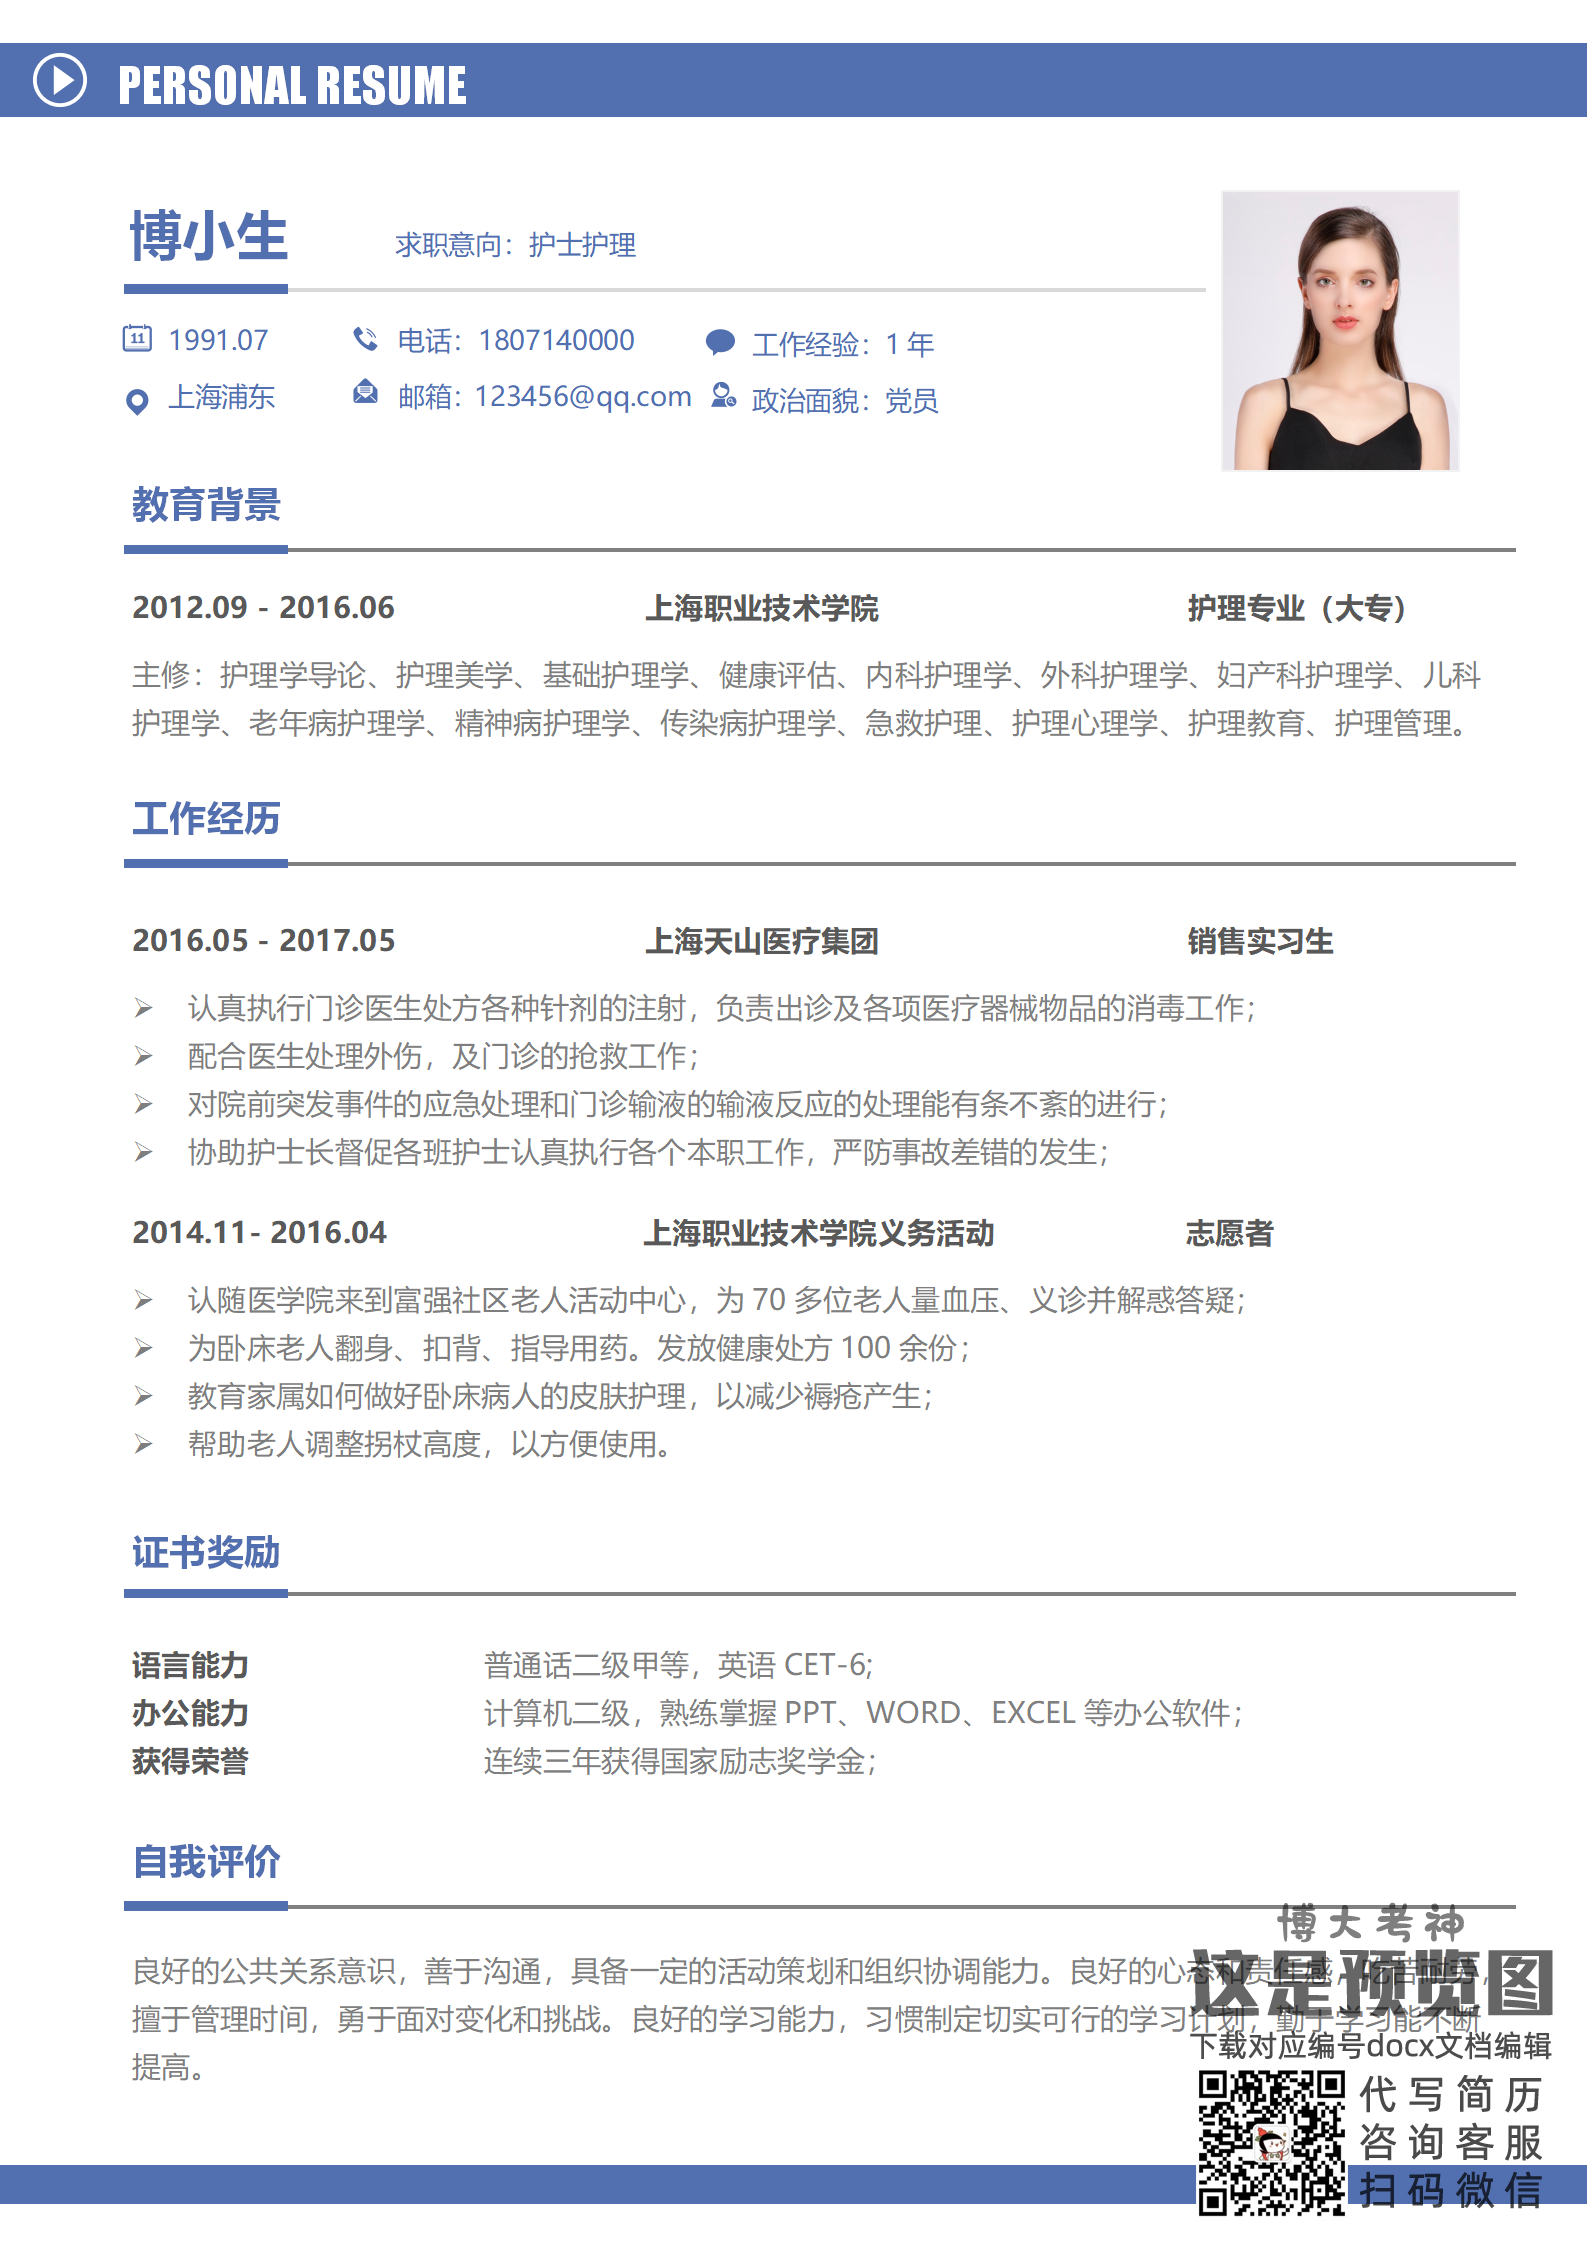 PERSONAL RESUME
博小生
求职意向：护士护理
11
1991.07
电话：1807140000
工作经验：1 年
上海浦东
邮箱：123456@qq.com
政治面貌：党员
教育背景
2012.09 - 2016.06 上海职业技术学院 护理专业（大专）
主修：护理学导论、护理美学、基础护理学、健康评估、内科护理学、外科护理学、妇产科护理学、儿科
护理学、老年病护理学、精神病护理学、传染病护理学、急救护理、护理心理学、护理教育、护理管理。
工作经历
2016.05 - 2017.05 上海天山医疗集团 销售实习生
认真执行门诊医生处方各种针剂的注射，负责出诊及各项医疗器械物品的消毒工作；
配合医生处理外伤，及门诊的抢救工作；
对院前突发事件的应急处理和门诊输液的输液反应的处理能有条不紊的进行；
协助护士长督促各班护士认真执行各个本职工作，严防事故差错的发生；
2014.11- 2016.04 上海职业技术学院义务活动 志愿者
认随医学院来到富强社区老人活动中心，为 70 多位老人量血压、义诊并解惑答疑；
为卧床老人翻身、扣背、指导用药。发放健康处方 100 余份；
教育家属如何做好卧床病人的皮肤护理，以减少褥疮产生；
帮助老人调整拐杖高度，以方便使用。
证书奖励
语言能力 普通话二级甲等，英语 CET-6;
办公能力 计算机二级，熟练掌握 PPT、WORD、EXCEL 等办公软件；
获得荣誉 连续三年获得国家励志奖学金；
自我评价
良好的公共关系意识，善于沟通，具备一定的活动策划和组织协调能力。良好的心态和责任感，吃苦耐劳，
擅于管理时间，勇于面对变化和挑战。良好的学习能力，习惯制定切实可行的学习计划，勤于学习能不断
提高。
博大考神
这是预览图
下载对应编号docx文档编辑
代写简历
咨询客服
扫码微信